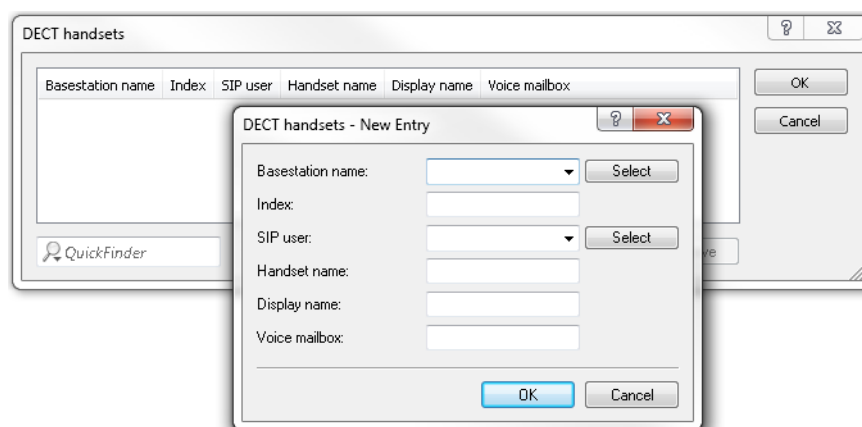 DECT handsets
Basestation name Index SIP user Handset name Display name Voice mailbox
OK
Cancel
QuickFinder
DECT handsets - New Entry
Basestation name: Select
Index:
SIP user: Select
Handset name:
Display name:
Voice mailbox:
OK Cancel